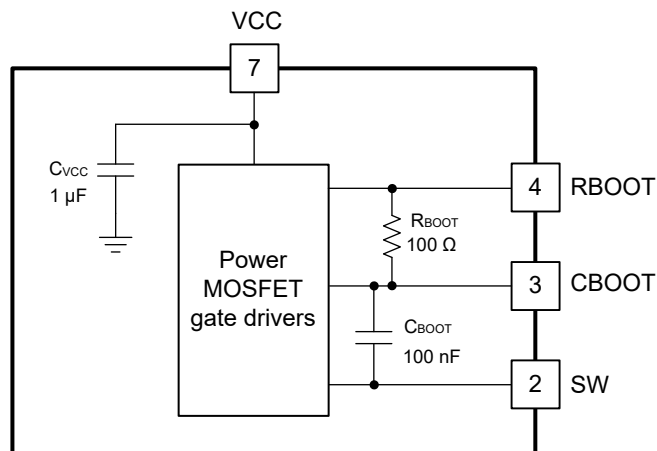 VCC
7
CVCC
1 µF
4 RBOOT
RBOOT
100 Ω
Power
MOSFET
gate drivers
3 CBOOT
CBOOT
100 nF
2 SW